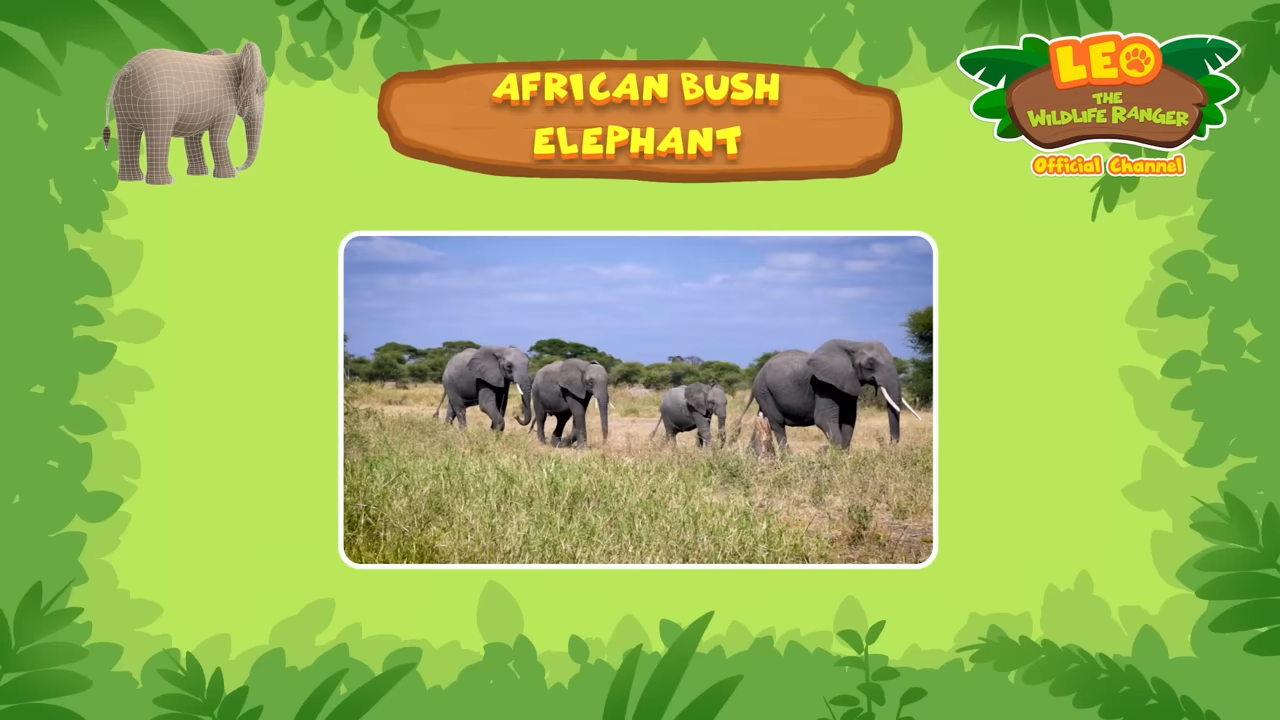 AFRICAN BUSH
ELEPHANT
LEO
THE
WILDLIFE RANGER
Official Channel